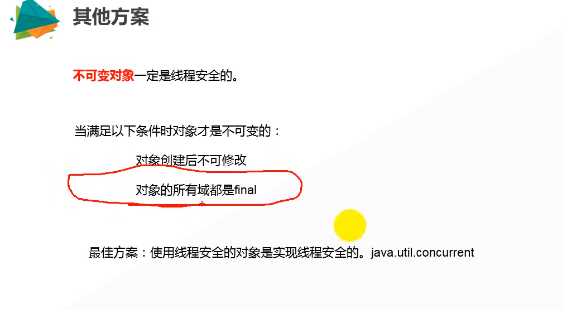 其他方案
不可变对象一定是线程安全的。
当满足以下条件时对象才是不可变的：
对象创建后不可修改
对象的所有域都是final
最佳方案：使用线程安全的对象是实现线程安全的。java.util.concurrent